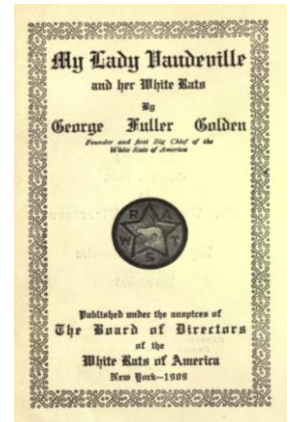 My Lady Vaudeville
and her White Rats
By
George Fuller Golden
Founder and first Big Chief of the
White Rats of America
R
A
W
T
S
Published under the auspices of
The Board of Directors
of the
White Rats of America
New York--1909